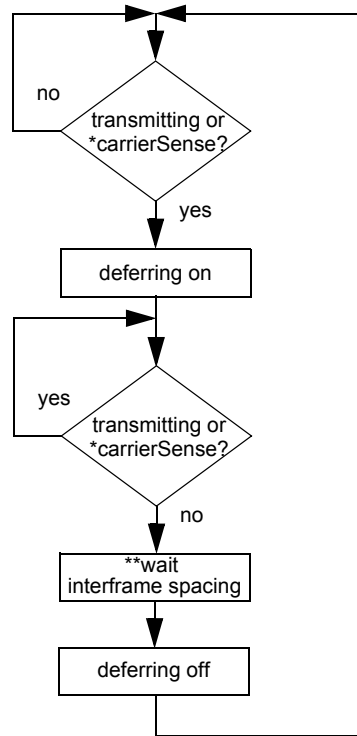 no
transmitting or
*carrierSense?
yes
deferring on
yes
transmitting or
*carrierSense?
no
**wait
interframe spacing
deferring off